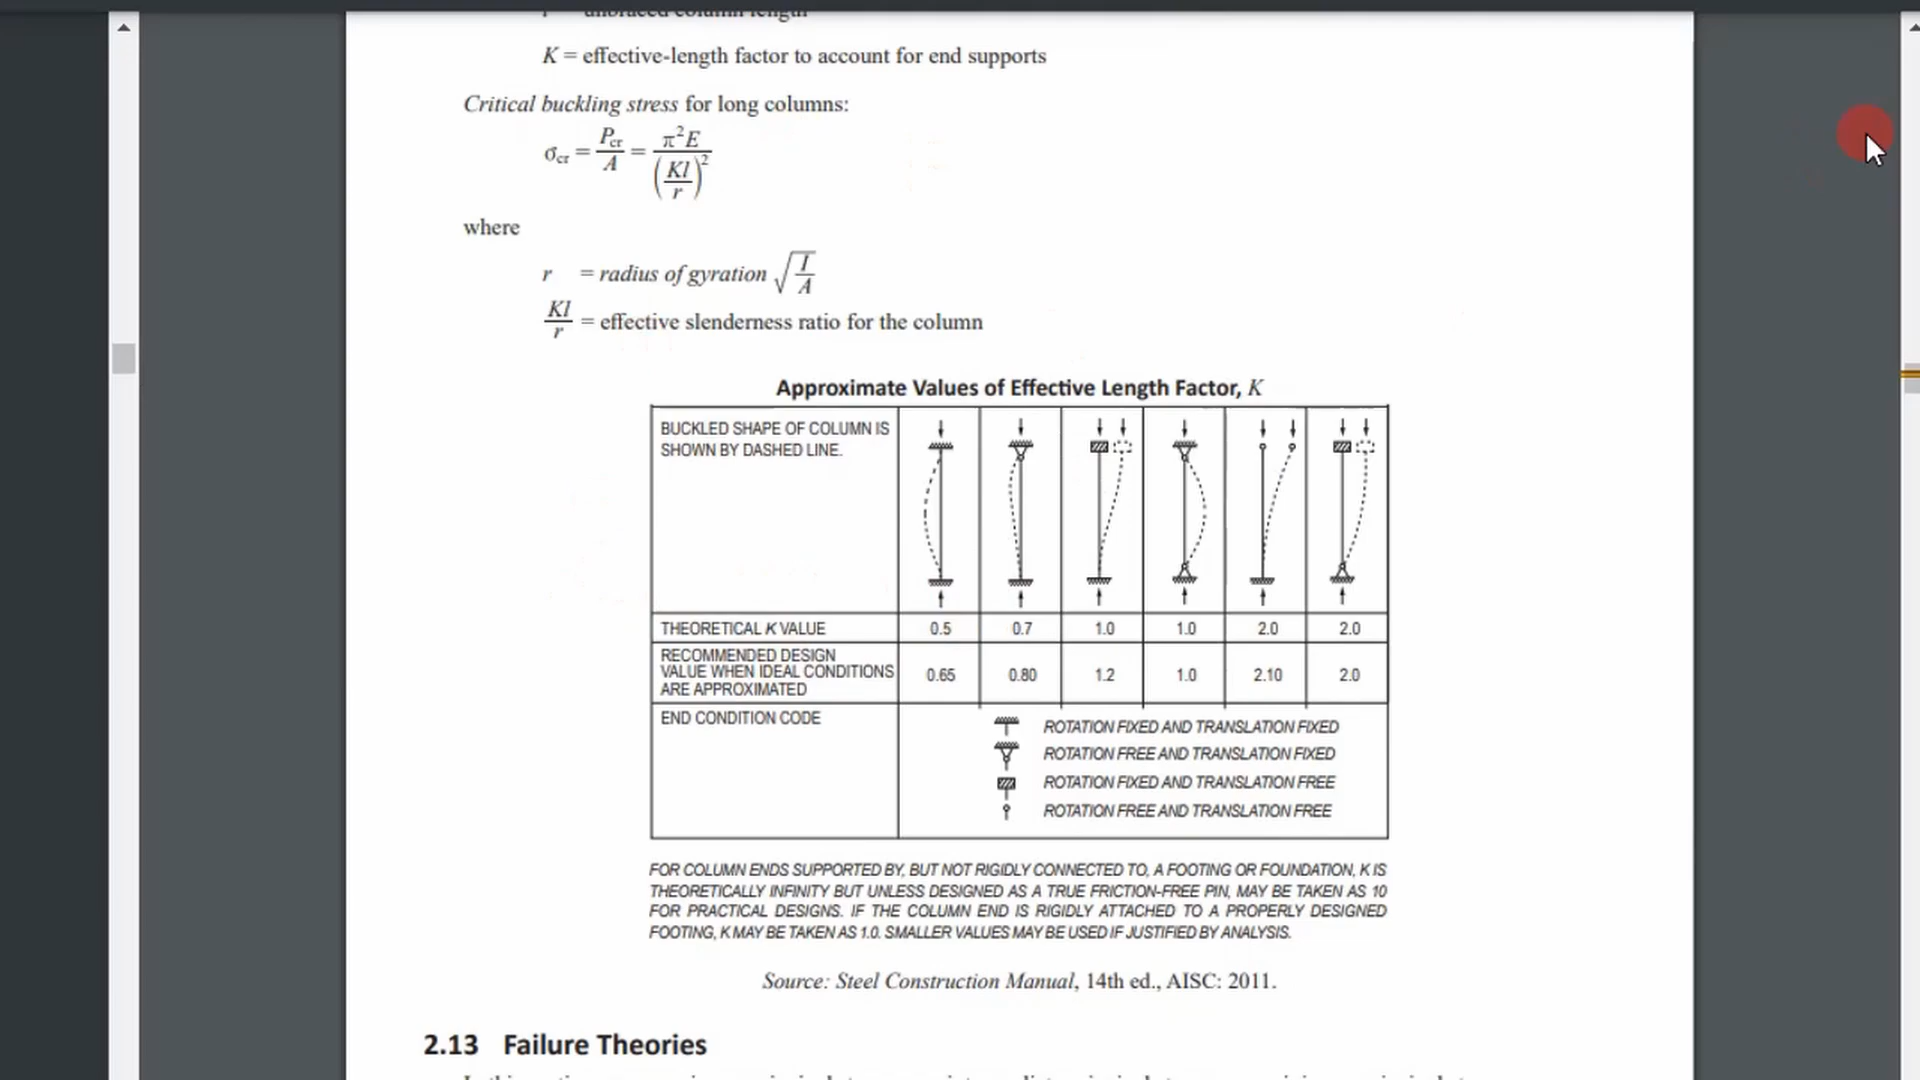 unbraced column length
K = effective-length factor to account for end supports
Critical buckling stress for long columns:
σcr = Pcr/A = π²E/(Kl/r)²
where
r = radius of gyration √(I/A)
Kl/r = effective slenderness ratio for the column
Approximate Values of Effective Length Factor, K
BUCKLED SHAPE OF COLUMN IS
SHOWN BY DASHED LINE.
THEORETICAL K VALUE 0.5 0.7 1.0 1.0 2.0 2.0
RECOMMENDED DESIGN
VALUE WHEN IDEAL CONDITIONS
ARE APPROXIMATED 0.65 0.80 1.2 1.0 2.10 2.0
END CONDITION CODE
ROTATION FIXED AND TRANSLATION FIXED
ROTATION FREE AND TRANSLATION FIXED
ROTATION FIXED AND TRANSLATION FREE
ROTATION FREE AND TRANSLATION FREE
FOR COLUMN ENDS SUPPORTED BY, BUT NOT RIGIDLY CONNECTED TO, A FOOTING OR FOUNDATION, K IS
THEORETICALLY INFINITY BUT UNLESS DESIGNED AS A TRUE FRICTION-FREE PIN, MAY BE TAKEN AS 10
FOR PRACTICAL DESIGNS. IF THE COLUMN END IS RIGIDLY ATTACHED TO A PROPERLY DESIGNED
FOOTING, K MAY BE TAKEN AS 1.0. SMALLER VALUES MAY BE USED IF JUSTIFIED BY ANALYSIS.
Source: Steel Construction Manual, 14th ed., AISC: 2011.
2.13 Failure Theories